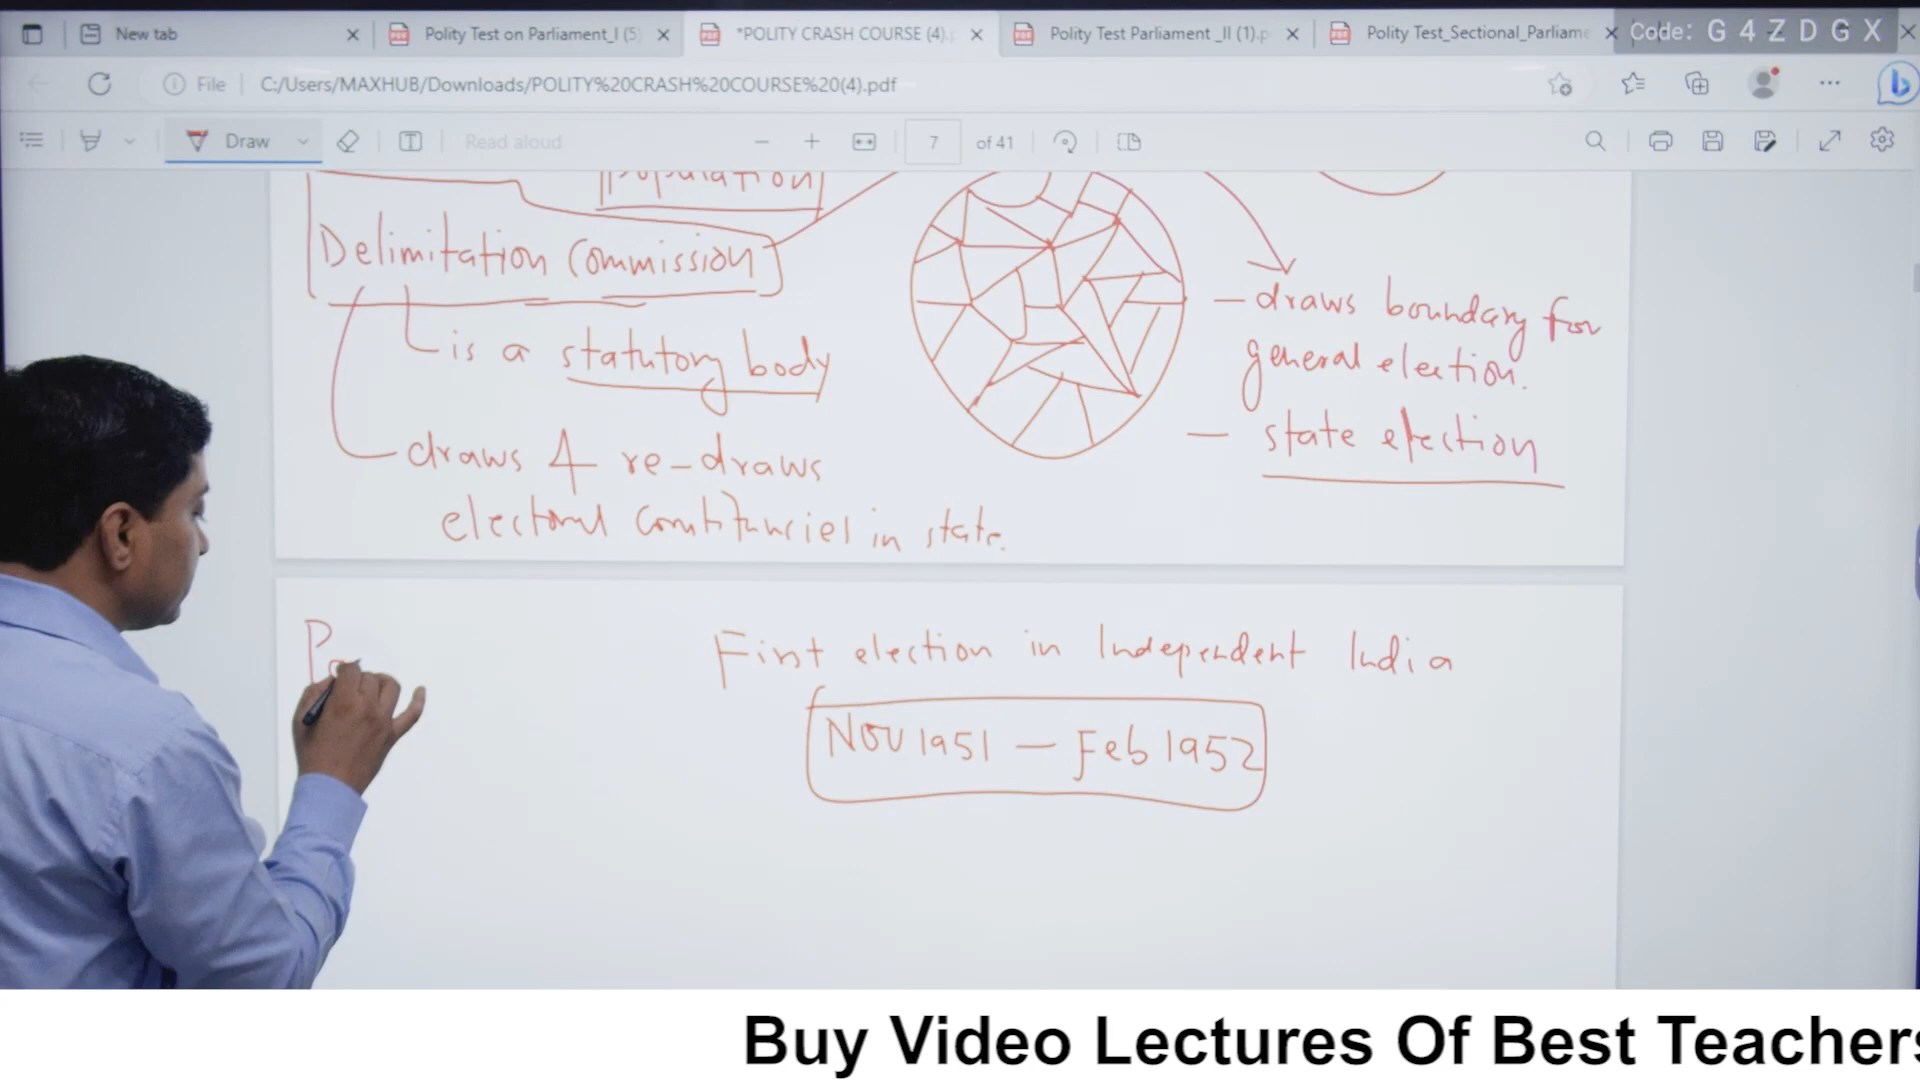 New tab
Polity Test on Parliament_I (5)
*POLITY CRASH COURSE (4).p
Polity Test Parliament _II (1).p
Polity Test_Sectional_Parliame
Code: G4ZDGX
File
C:/Users/MAXHUB/Downloads/POLITY%20CRASH%20COURSE%20(4).pdf
Draw
Read aloud
7 of 41
Population
Delimitation Commission
is a statutory body
draws & re-draws
electoral constituencies in state.
- draws boundary for
general election.
- state election
Pa
First election in Independent India
Nov 1951 - Feb 1952
Buy Video Lectures Of Best Teachers